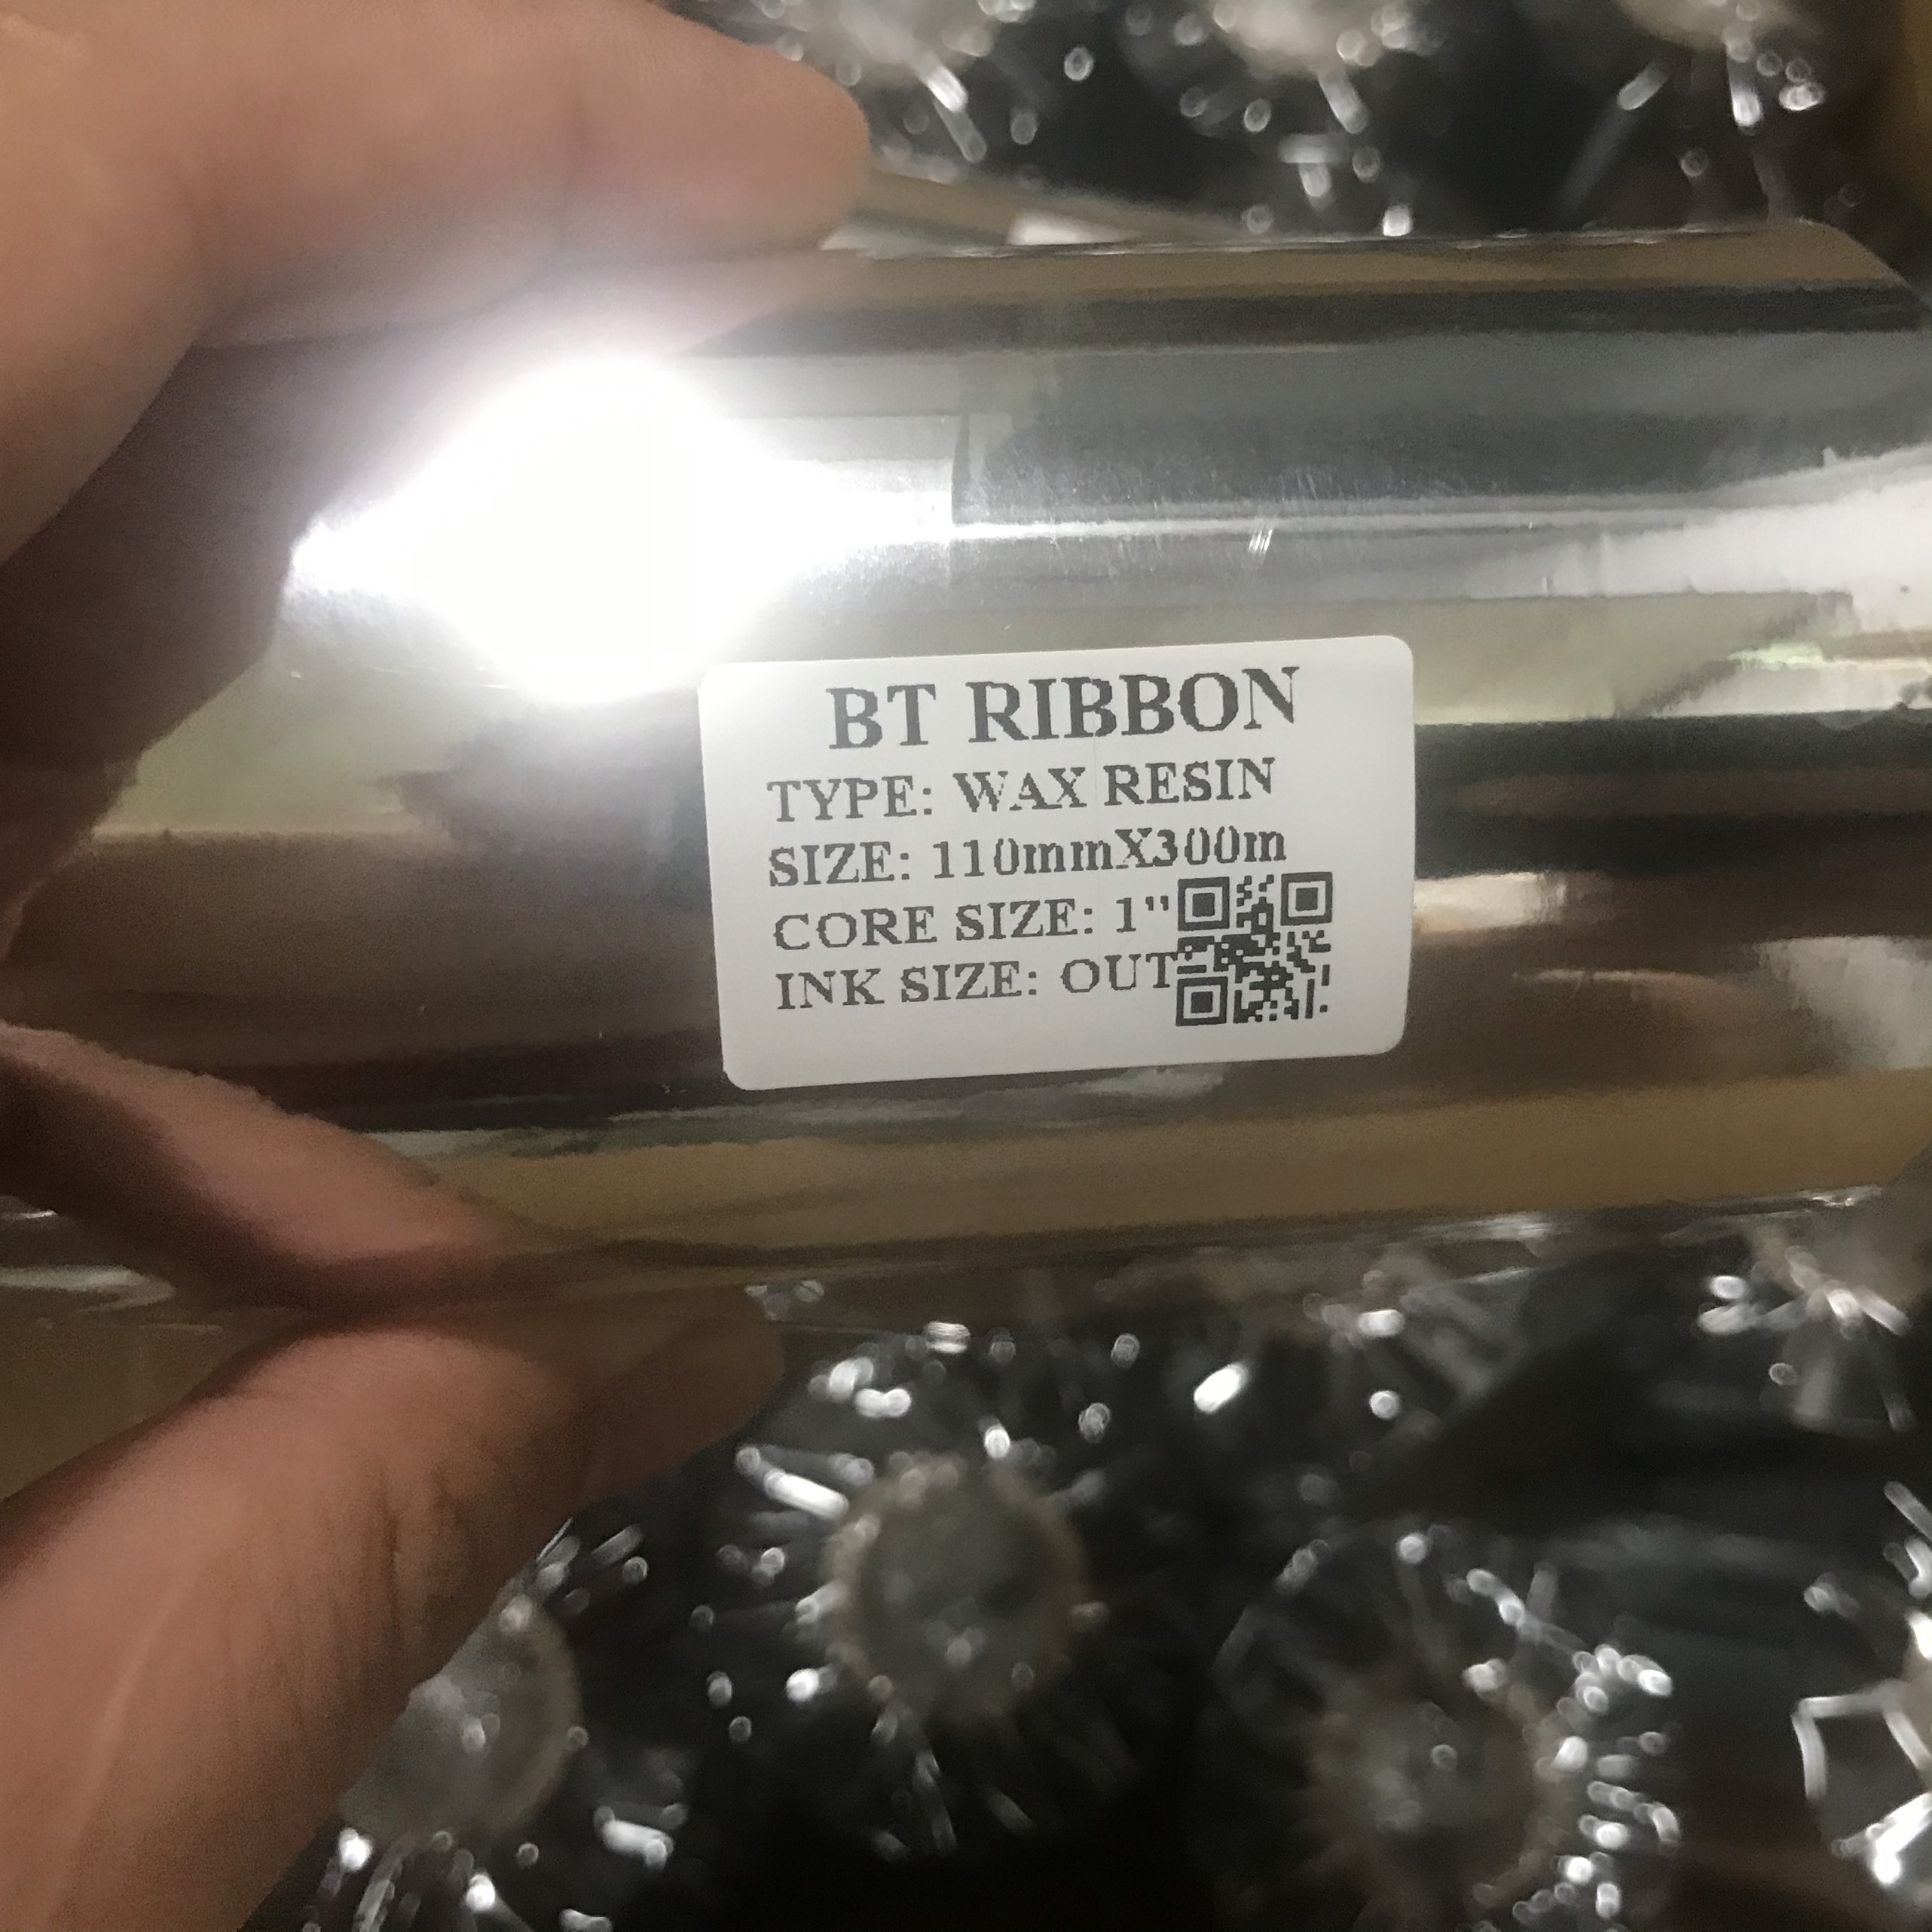 BT RIBBON
TYPE: WAX RESIN
SIZE: 110mmX300m
CORE SIZE: 1"
INK SIZE: OUT